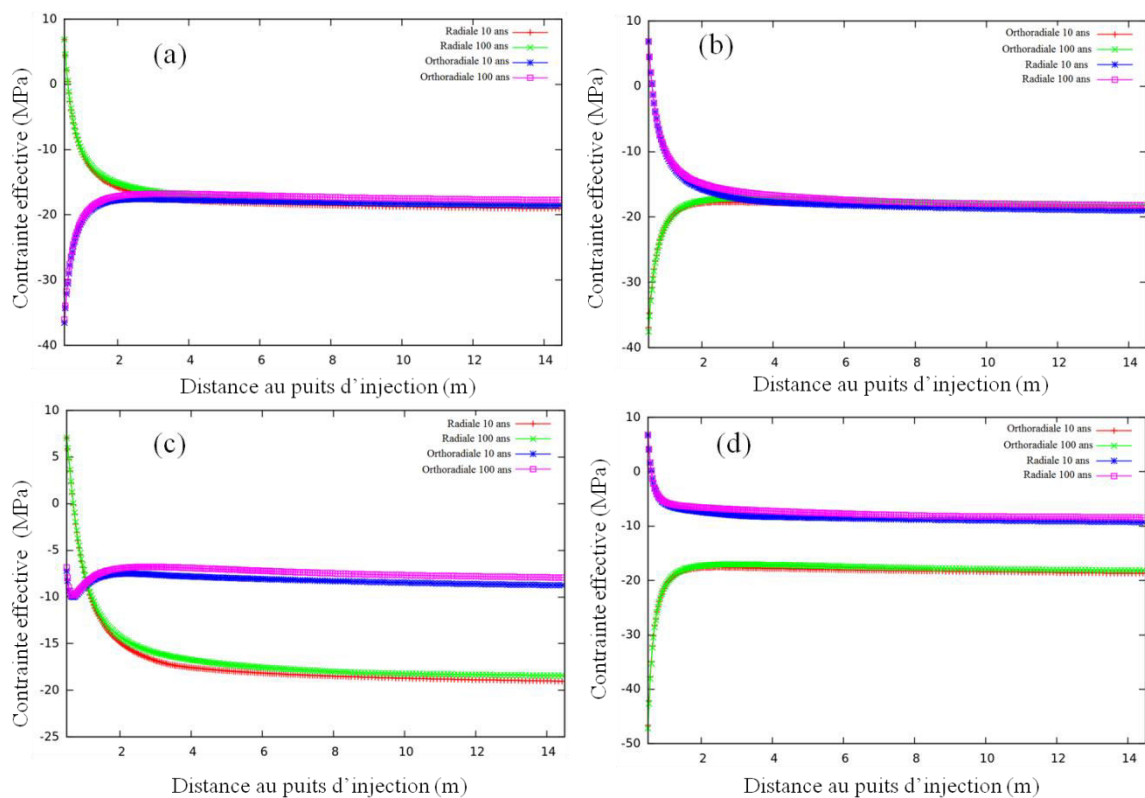 (a)
Radiale 10 ans
Radiale 100 ans
Orthoradiale 10 ans
Orthoradiale 100 ans
Contrainte effective (MPa)
10
0
-10
-20
-30
-40
2 4 6 8 10 12 14
Distance au puits d'injection (m)
(b)
Orthoradiale 10 ans
Orthoradiale 100 ans
Radiale 10 ans
Radiale 100 ans
Contrainte effective (MPa)
10
0
-10
-20
-30
-40
2 4 6 8 10 12 14
Distance au puits d'injection (m)
(c)
Radiale 10 ans
Radiale 100 ans
Orthoradiale 10 ans
Orthoradiale 100 ans
Contrainte effective (MPa)
10
5
0
-5
-10
-15
-20
-25
2 4 6 8 10 12 14
Distance au puits d'injection (m)
(d)
Orthoradiale 10 ans
Orthoradiale 100 ans
Radiale 10 ans
Radiale 100 ans
Contrainte effective (MPa)
10
0
-10
-20
-30
-40
-50
2 4 6 8 10 12 14
Distance au puits d'injection (m)